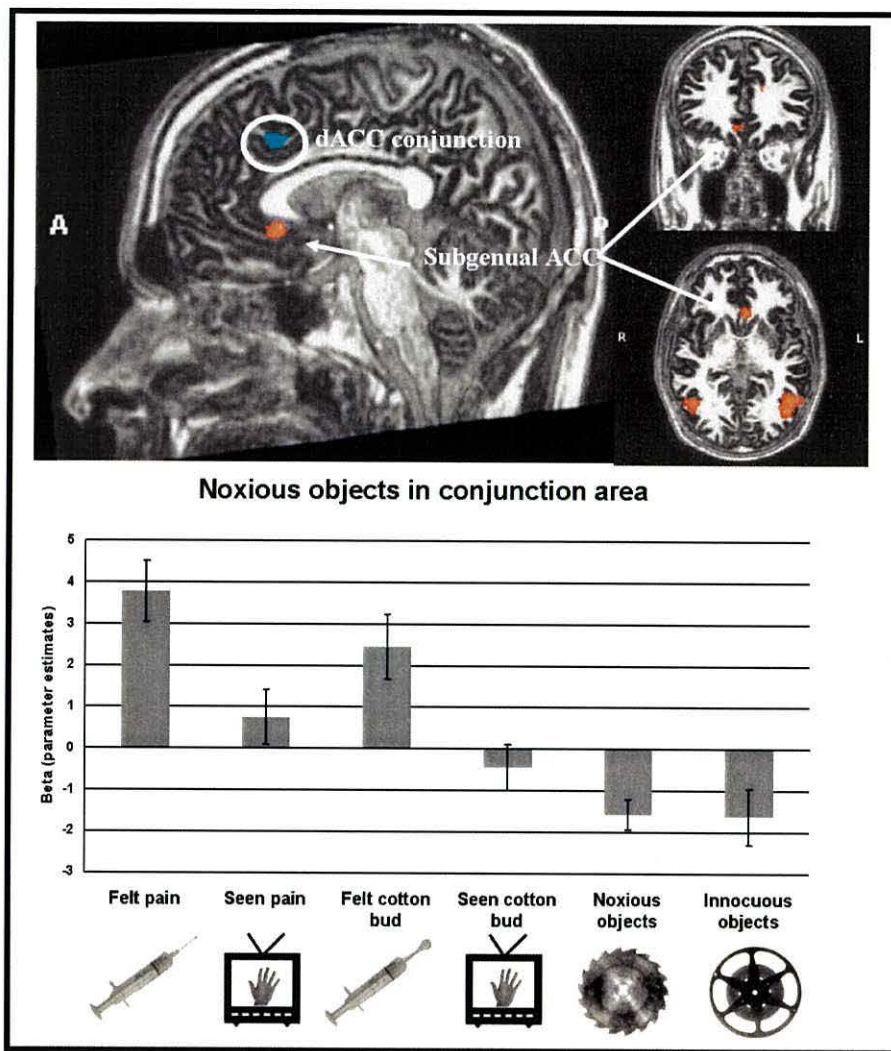 dACC conjunction
A
P
Subgenual ACC
R
L
Noxious objects in conjunction area
Beta (parameter estimates)
5
4
3
2
1
0
-1
-2
-3
Felt pain
Seen pain
Felt cotton
bud
Seen cotton
bud
Noxious
objects
Innocuous
objects